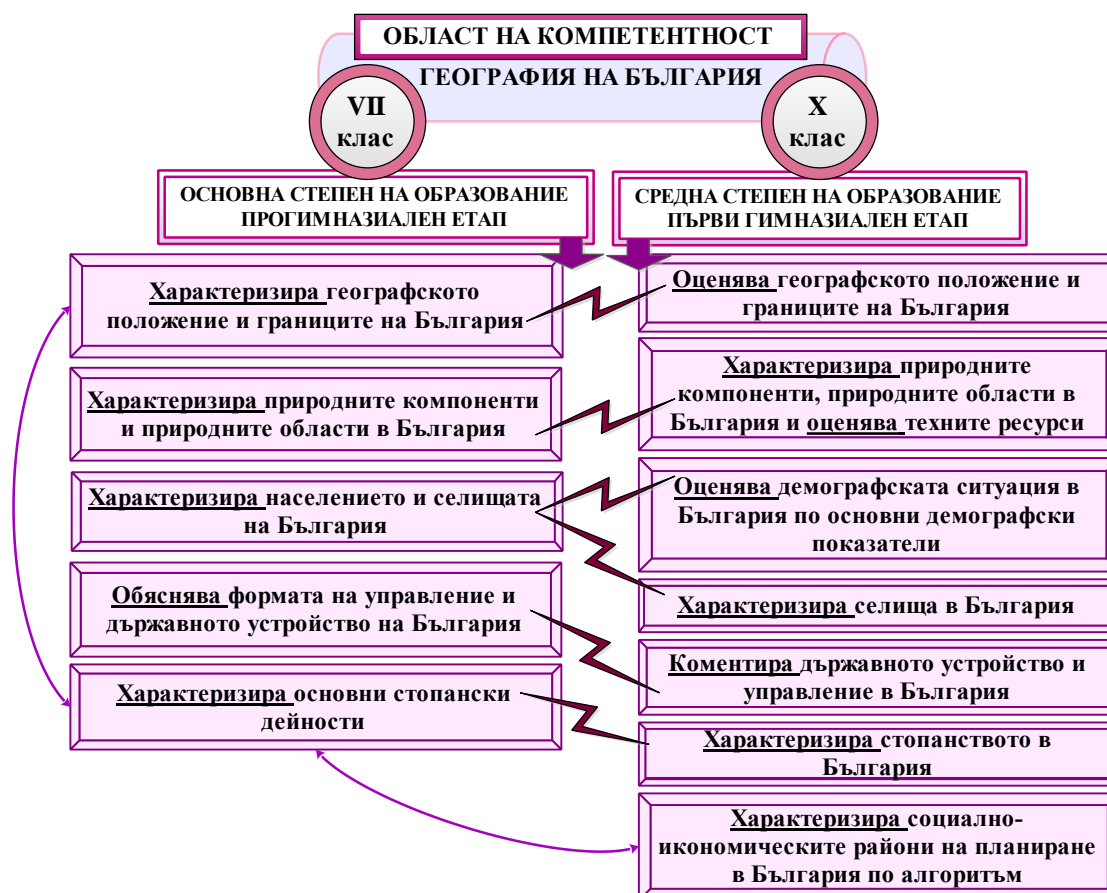 ОБЛАСТ НА КОМПЕТЕНТНОСТ
ГЕОГРАФИЯ НА БЪЛГАРИЯ
VII
клас
X
клас
ОСНОВНА СТЕПЕН НА ОБРАЗОВАНИЕ
ПРОГИМНАЗИАЛЕН ЕТАП
СРЕДНА СТЕПЕН НА ОБРАЗОВАНИЕ
ПЪРВИ ГИМНАЗИАЛЕН ЕТАП
Характеризира географското
положение и границите на България
Характеризира природните компоненти
и природните области в България
Характеризира населението и селищата
на България
Обяснява формата на управление и
държавното устройство на България
Характеризира основни стопански
дейности
Оценява географското положение и
границите на България
Характеризира природните
компоненти, природните области в
България и оценява техните ресурси
Оценява демографската ситуация в
България по основни демографски
показатели
Характеризира селища в България
Коментира държавното устройство и
управление в България
Характеризира стопанството в
България
Характеризира социално-
икономическите райони на планиране
в България по алгоритъм